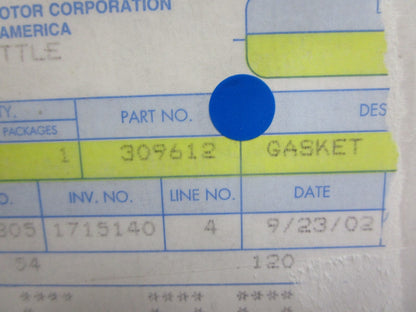 OTOR CORPORATION
AMERICA
TTLE
TY.
PACKAGES
PART NO.
DES
1
309612
GASKET
O.
INV. NO.
LINE NO.
DATE
305
1715140
4
9/23/02
54
120
**** **** ****